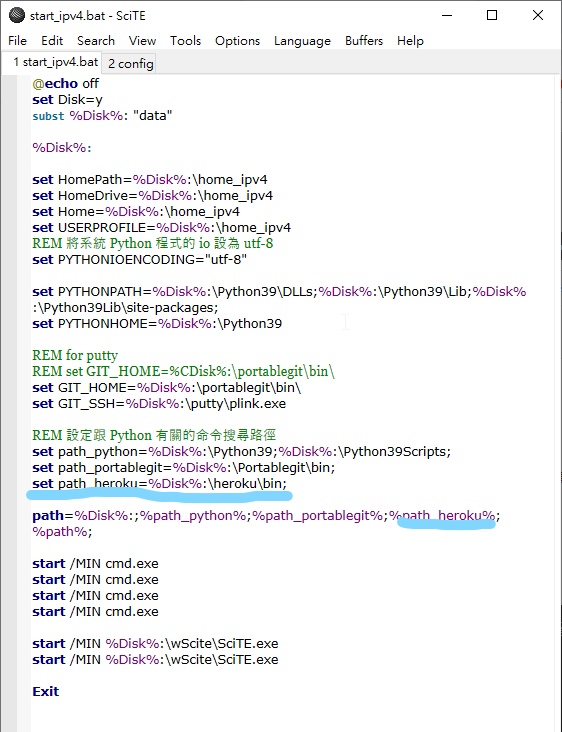 start_ipv4.bat - SciTE
File Edit Search View Tools Options Language Buffers Help
1 start_ipv4.bat 2 config
@echo off
set Disk=y
subst %Disk%: "data"
%Disk%:
set HomePath=%Disk%:\home_ipv4
set HomeDrive=%Disk%:\home_ipv4
set Home=%Disk%:\home_ipv4
set USERPROFILE=%Disk%:\home_ipv4
REM 將系統 Python 程式的 io 設為 utf-8
set PYTHONIOENCODING="utf-8"
set PYTHONPATH=%Disk%:\Python39\DLLs;%Disk%:\Python39\Lib;%Disk%
:\Python39Lib\site-packages;
set PYTHONHOME=%Disk%:\Python39
REM for putty
REM set GIT_HOME=%CDisk%:\portablegit\bin\
set GIT_HOME=%Disk%:\portablegit\bin\
set GIT_SSH=%Disk%:\putty\plink.exe
REM 設定跟 Python 有關的命令搜尋路徑
set path_python=%Disk%:\Python39;%Disk%:\Python39Scripts;
set path_portablegit=%Disk%:\Portablegit\bin;
set path_heroku=%Disk%:\heroku\bin;
path=%Disk%:;%path_python%;%path_portablegit%;%path_heroku%;
%path%;
start /MIN cmd.exe
start /MIN cmd.exe
start /MIN cmd.exe
start /MIN cmd.exe
start /MIN %Disk%:\wScite\SciTE.exe
start /MIN %Disk%:\wScite\SciTE.exe
Exit